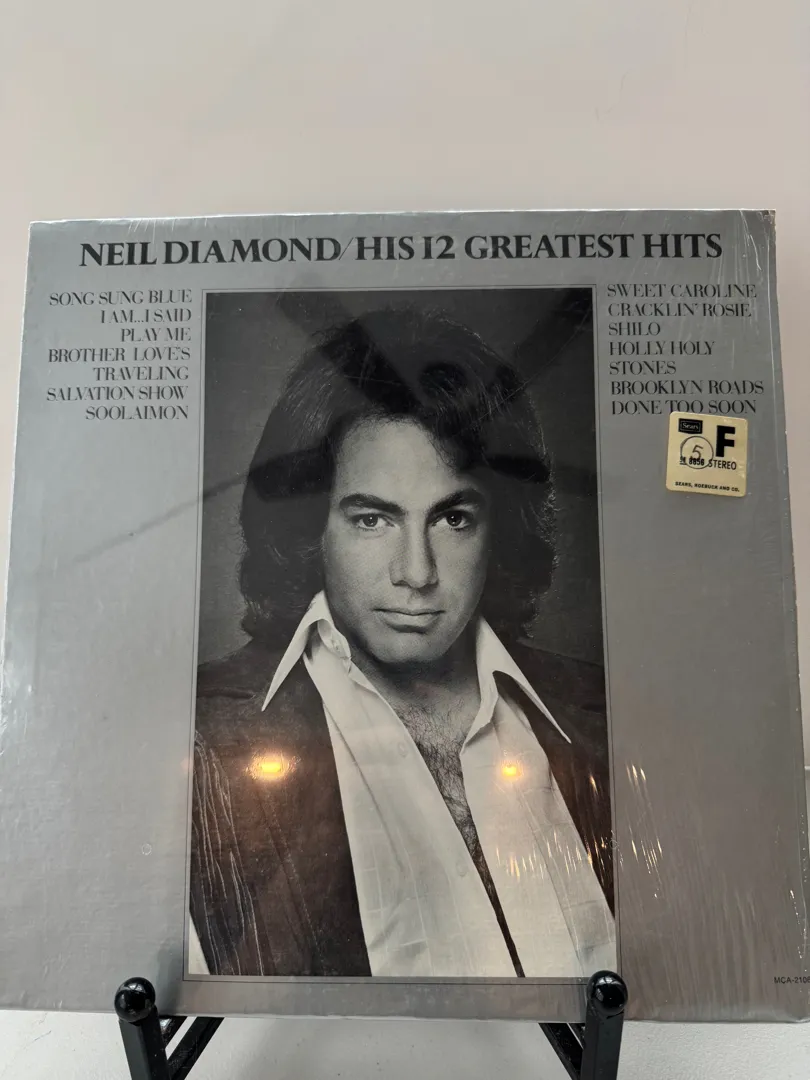 NEIL DIAMOND/HIS 12 GREATEST HITS
SONG SUNG BLUE
I AM...I SAID
PLAY ME
BROTHER LOVE'S
TRAVELING
SALVATION SHOW
SOOLAIMON
SWEET CAROLINE
CRACKLIN' ROSIE
SHILO
HOLLY HOLY
STONES
BROOKLYN ROADS
DONE TOO SOON
Sears
F
5
STEREO
SEARS, ROEBUCK AND CO.
MCA-2106